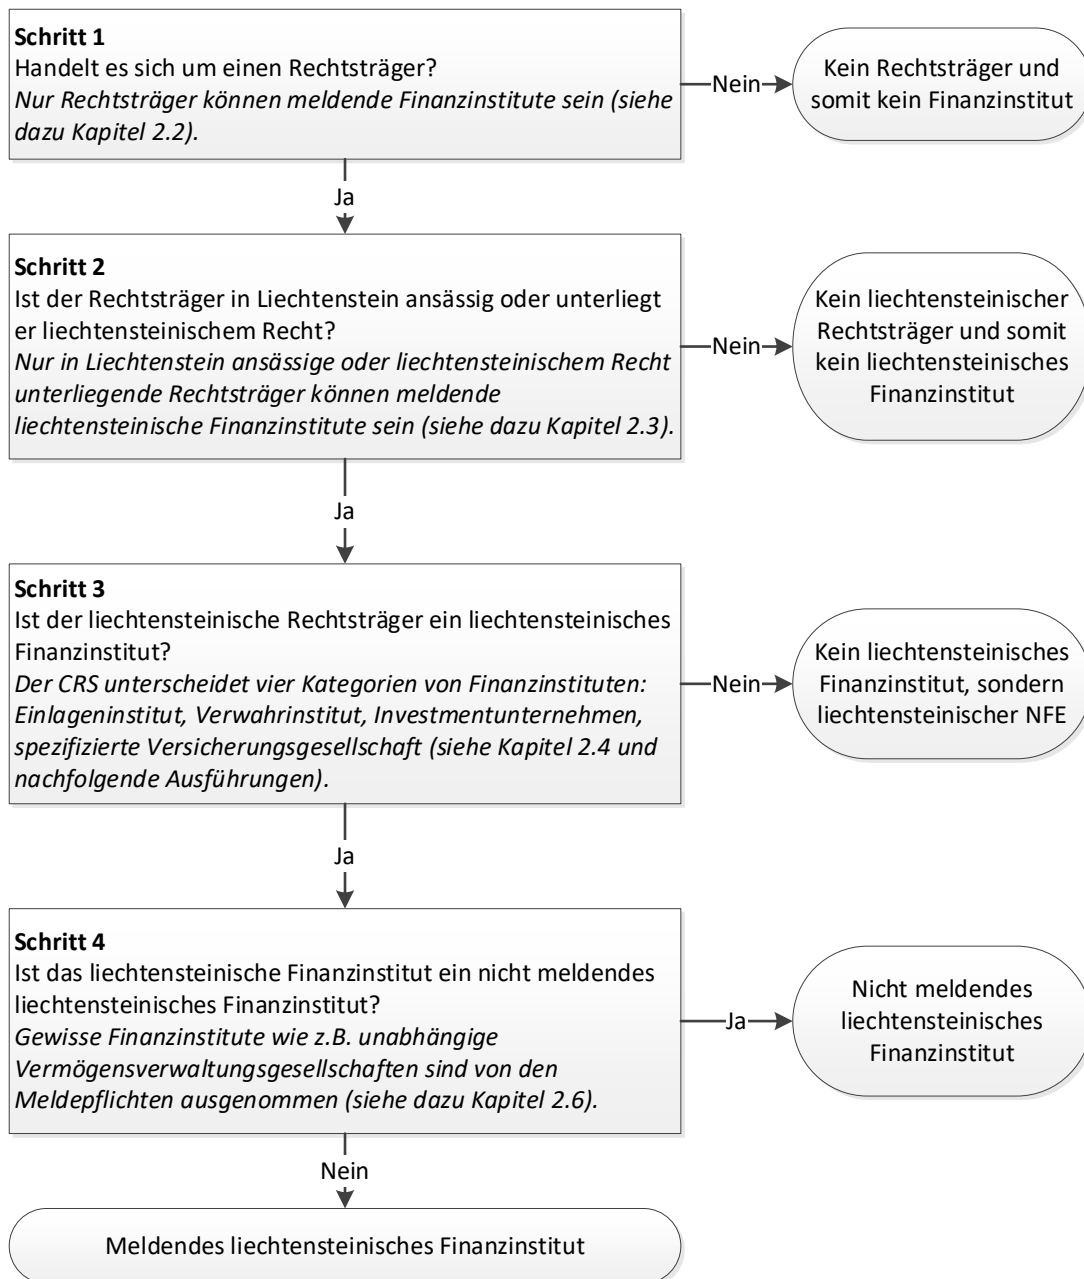 Schritt 1
Handelt es sich um einen Rechtsträger?
Nur Rechtsträger können meldende Finanzinstitute sein (siehe
dazu Kapitel 2.2).
Nein
Kein Rechtsträger und
somit kein Finanzinstitut
Ja
Schritt 2
Ist der Rechtsträger in Liechtenstein ansässig oder unterliegt
er liechtensteinischem Recht?
Nur in Liechtenstein ansässige oder liechtensteinischem Recht
unterliegende Rechtsträger können meldende
liechtensteinische Finanzinstitute sein (siehe dazu Kapitel 2.3).
Nein
Kein liechtensteinischer
Rechtsträger und somit
kein liechtensteinisches
Finanzinstitut
Ja
Schritt 3
Ist der liechtensteinische Rechtsträger ein liechtensteinisches
Finanzinstitut?
Der CRS unterscheidet vier Kategorien von Finanzinstituten:
Einlageninstitut, Verwahrinstitut, Investmentunternehmen,
spezifizierte Versicherungsgesellschaft (siehe Kapitel 2.4 und
nachfolgende Ausführungen).
Nein
Kein liechtensteinisches
Finanzinstitut, sondern
liechtensteinischer NFE
Ja
Schritt 4
Ist das liechtensteinische Finanzinstitut ein nicht meldendes
liechtensteinisches Finanzinstitut?
Gewisse Finanzinstitute wie z.B. unabhängige
Vermögensverwaltungsgesellschaften sind von den
Meldepflichten ausgenommen (siehe dazu Kapitel 2.6).
Ja
Nicht meldendes
liechtensteinisches
Finanzinstitut
Nein
Meldendes liechtensteinisches Finanzinstitut